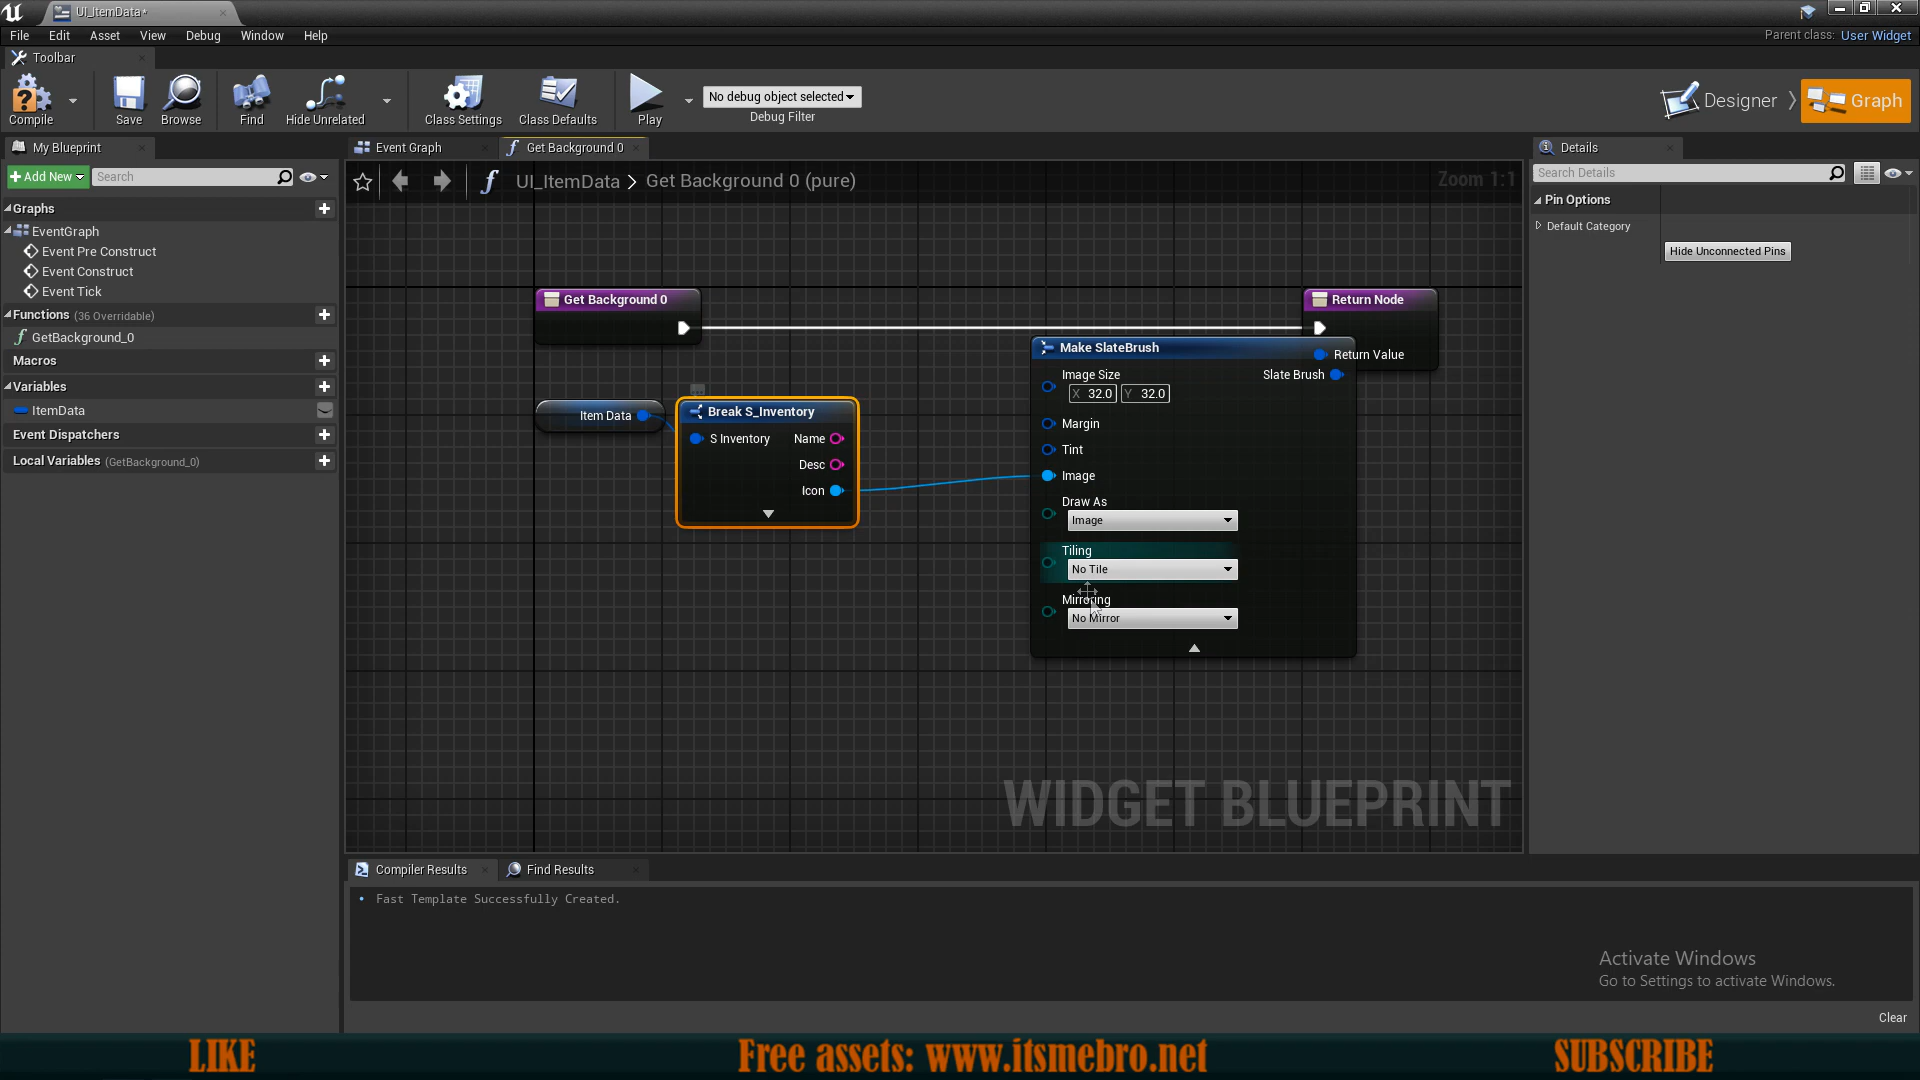 UI_ItemData*
File Edit Asset View Debug Window Help
Parent class: User Widget
Toolbar
Compile Save Browse Find Hide Unrelated Class Settings Class Defaults Play
No debug object selected
Debug Filter
Designer Graph
My Blueprint
Event Graph
Get Background 0
Details
Add New
Search
UI_ItemData > Get Background 0 (pure)
Zoom 1:1
Search Details
Graphs
EventGraph
Event Pre Construct
Event Construct
Event Tick
Functions (36 Overridable)
GetBackground_0
Macros
Variables
ItemData
Event Dispatchers
Local Variables (GetBackground_0)
Pin Options
Default Category
Hide Unconnected Pins
Get Background 0
Return Node
Return Value
Item Data
Break S_Inventory
S Inventory Name
Desc
Icon
Make SlateBrush
Image Size
X 32.0 Y 32.0
Slate Brush
Margin
Tint
Image
Draw As
Image
Tiling
No Tile
Mirroring
No Mirror
WIDGET BLUEPRINT
Compiler Results
Find Results
Fast Template Successfully Created.
Activate Windows
Go to Settings to activate Windows.
Clear
LIKE
Free assets: www.itsmebro.net
SUBSCRIBE